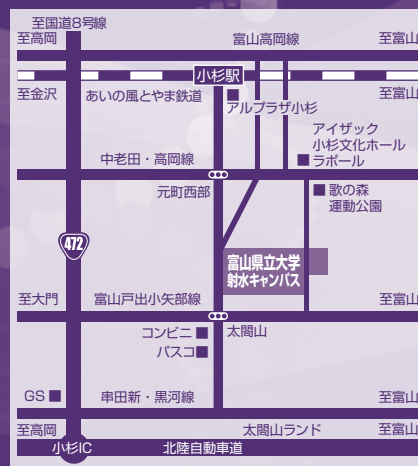 至国道8号線
至高岡
富山高岡線
至富山
小杉駅
至金沢
あいの風とやま鉄道
至富山
アルプラザ小杉
アイザック
小杉文化ホール
ラポール
中老田・高岡線
元町西部
歌の森
運動公園
472
富山県立大学
射水キャンパス
至大門
富山戸出小矢部線
至富山
コンビニ
太閤山
パスコ
GS
串田新・黒河線
至富山
至高岡
太閤山ランド
至富山
小杉IC
北陸自動車道